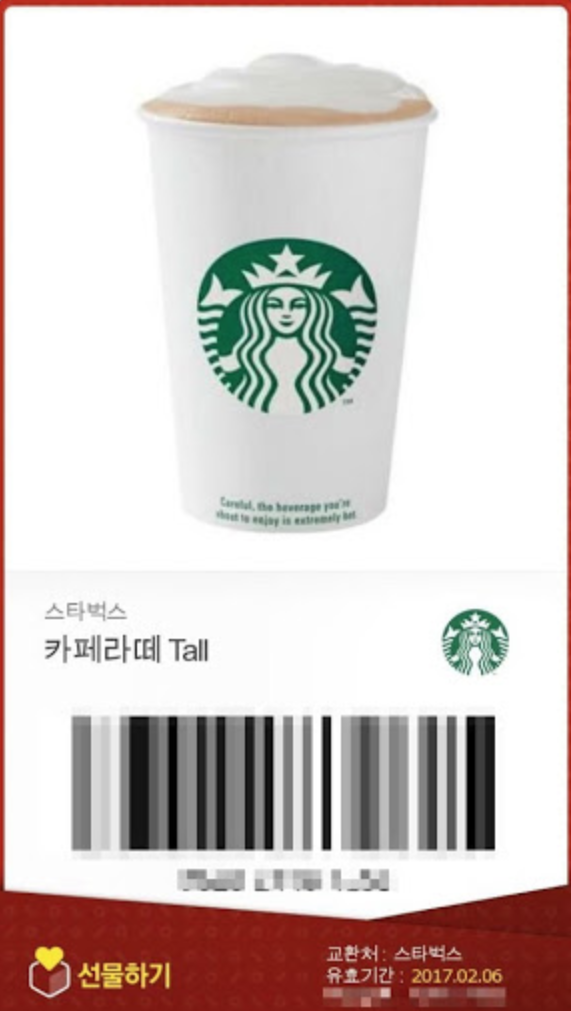 Careful, the beverage you're
about to enjoy is extremely hot.
스타벅스
카페라떼 Tall
선물하기
교환처 : 스타벅스
유효기간 : 2017.02.06